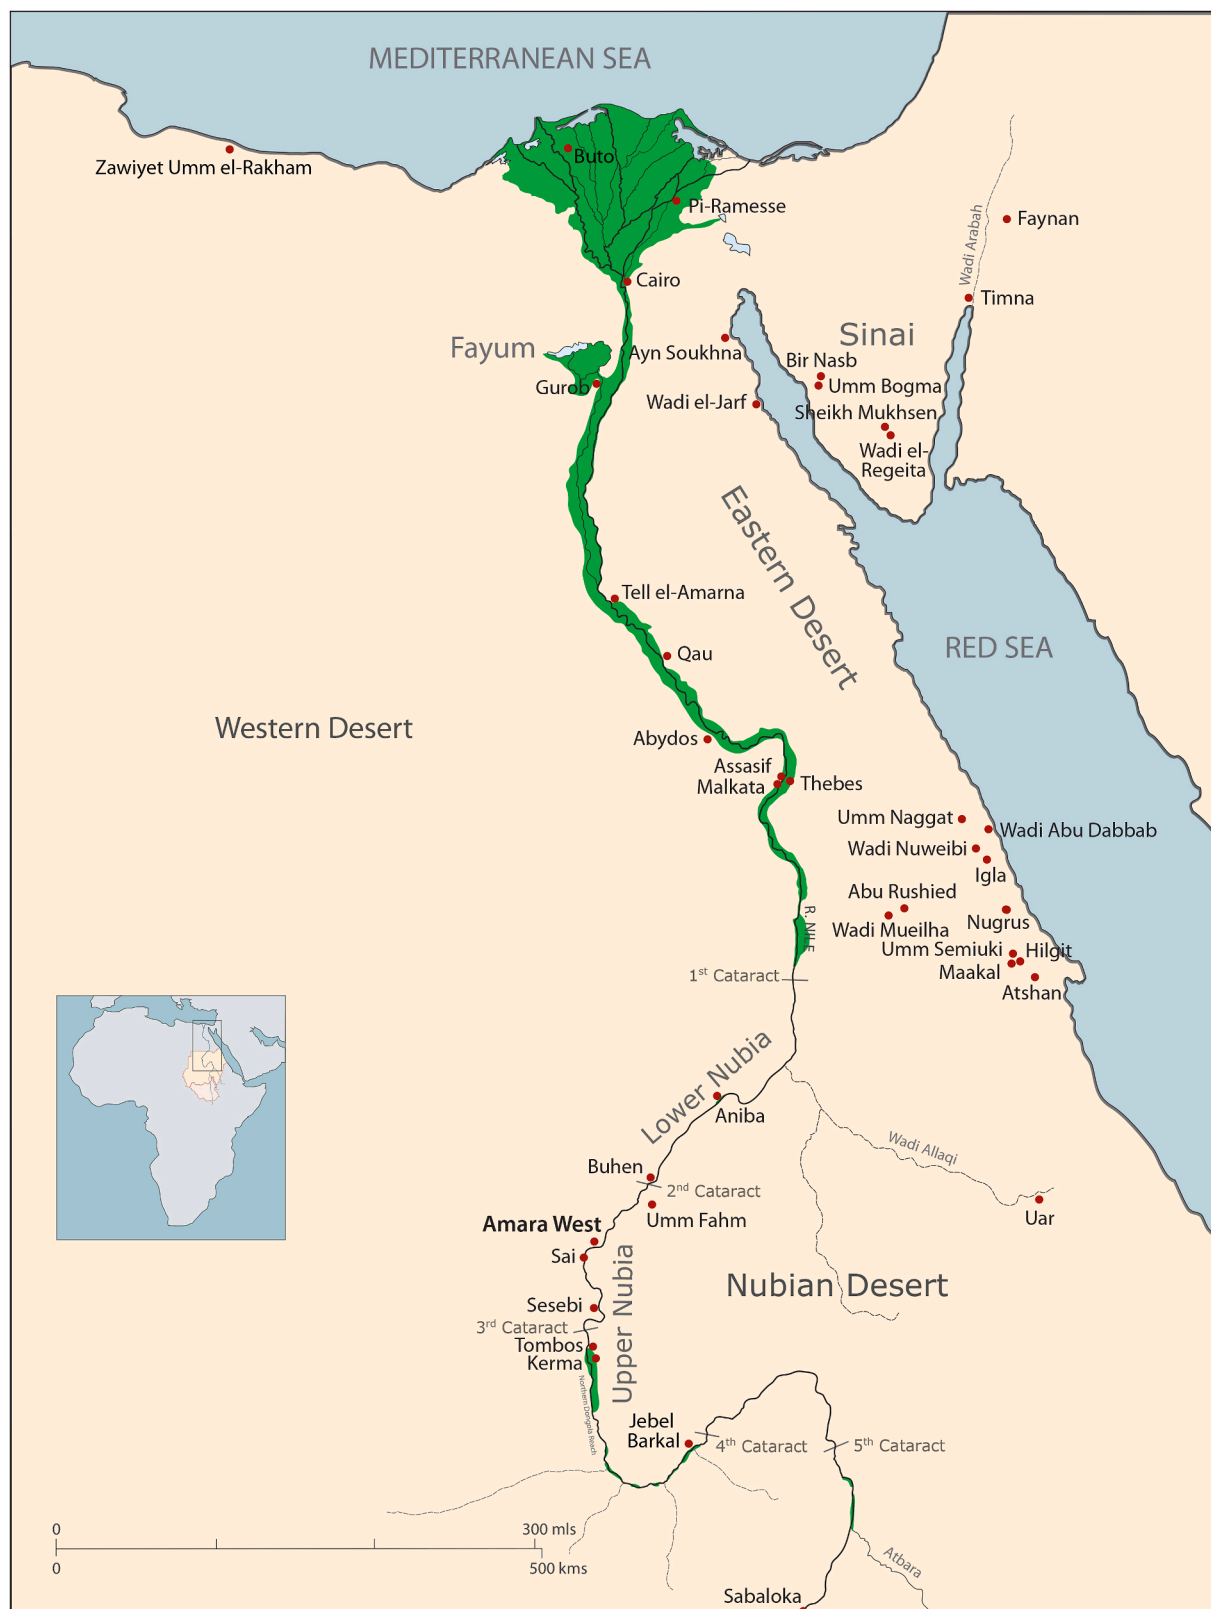 MEDITERRANEAN SEA
Zawiyet Umm el-Rakham
Buto
Pi-Ramesse
Wadi Arabah
Faynan
Cairo
Timna
Fayum
Sinai
Ayn Soukhna
Bir Nasb
Gurob
Umm Bogma
Wadi el-Jarf
Sheikh Mukhsen
Wadi el-
Regeita
Eastern Desert
Tell el-Amarna
RED SEA
Qau
Western Desert
Abydos
Assasif
Malkata
Thebes
Umm Naggat
Wadi Abu Dabbab
Wadi Nuweibi
Igla
Abu Rushied
R. NILE
Nugrus
Wadi Mueilha
Umm Semiuki
Hilgit
Maakal
1st Cataract
Atshan
Lower Nubia
Aniba
Wadi Allaqi
Buhen
2nd Cataract
Umm Fahm
Uar
Amara West
Sai
Upper Nubia
Nubian Desert
Sesebi
3rd Cataract
Tombos
Kerma
Northern Dongola Reach
Jebel
Barkal
4th Cataract
5th Cataract
0
300 mls
0
500 kms
Atbara
Sabaloka